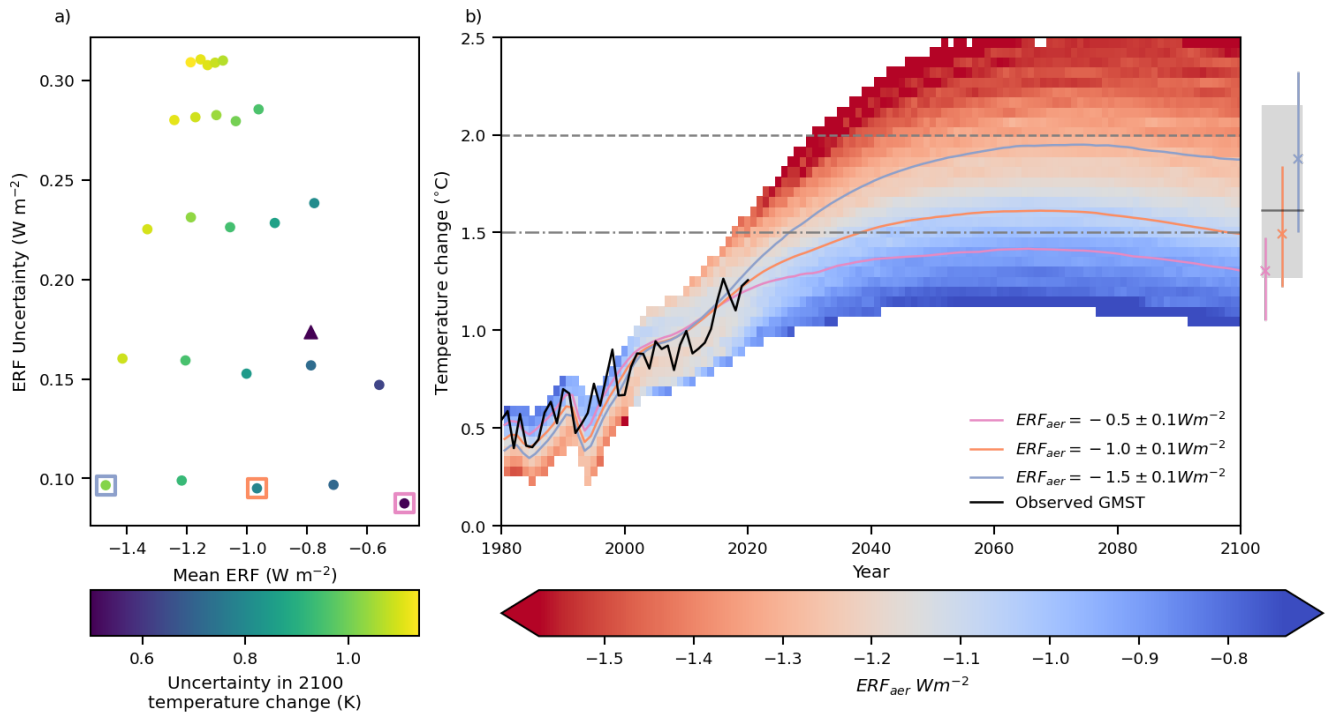 a)
b)
ERF Uncertainty (W m−2)
0.30
0.25
0.20
0.15
0.10
−1.4 −1.2 −1.0 −0.8 −0.6
Mean ERF (W m−2)
0.6 0.8 1.0
Uncertainty in 2100
temperature change (K)
Temperature change (°C)
2.5
2.0
1.5
1.0
0.5
0.0
ERFaer = − 0.5 ± 0.1Wm−2
ERFaer = − 1.0 ± 0.1Wm−2
ERFaer = − 1.5 ± 0.1Wm−2
Observed GMST
1980 2000 2020 2040 2060 2080 2100
Year
−1.5 −1.4 −1.3 −1.2 −1.1 −1.0 −0.9 −0.8
ERFaer Wm−2